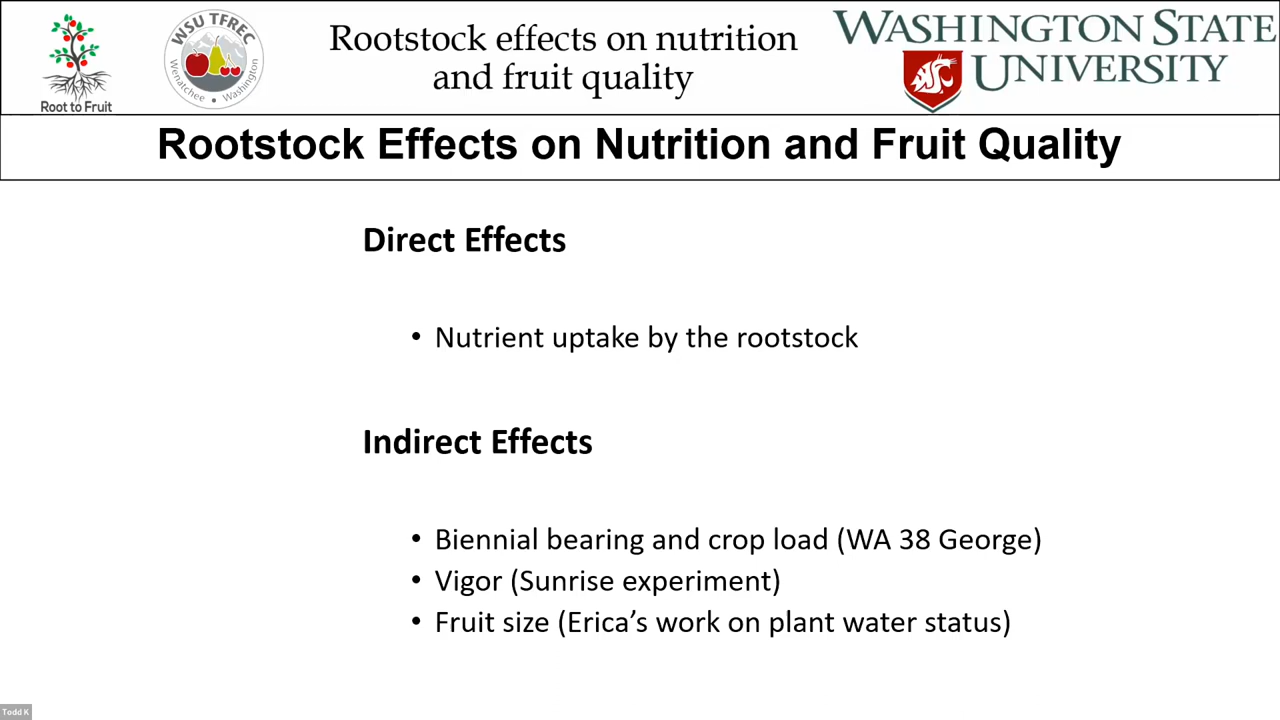 Root to Fruit
WSU TFREC
Wenatchee • Washington
Rootstock effects on nutrition
and fruit quality
WASHINGTON STATE
UNIVERSITY
Rootstock Effects on Nutrition and Fruit Quality
Direct Effects
• Nutrient uptake by the rootstock
Indirect Effects
• Biennial bearing and crop load (WA 38 George)
• Vigor (Sunrise experiment)
• Fruit size (Erica’s work on plant water status)
Todd K